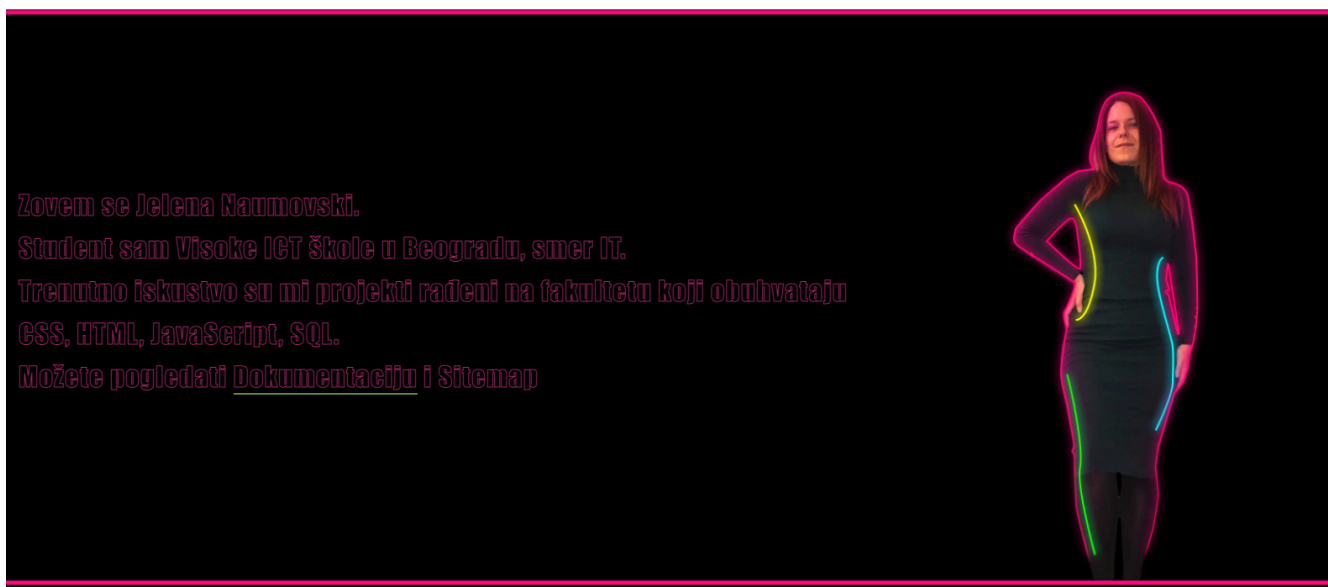 Zovem se Jelena Naumovski.
Student sam Visoke ICT škole u Beogradu, smer IT.
Trenutno iskustvo su mi projekti rađeni na fakultetu koji obuhvataju
CSS, HTML, JavaScript, SQL.
Možete pogledati Dokumentaciju i Sitemap